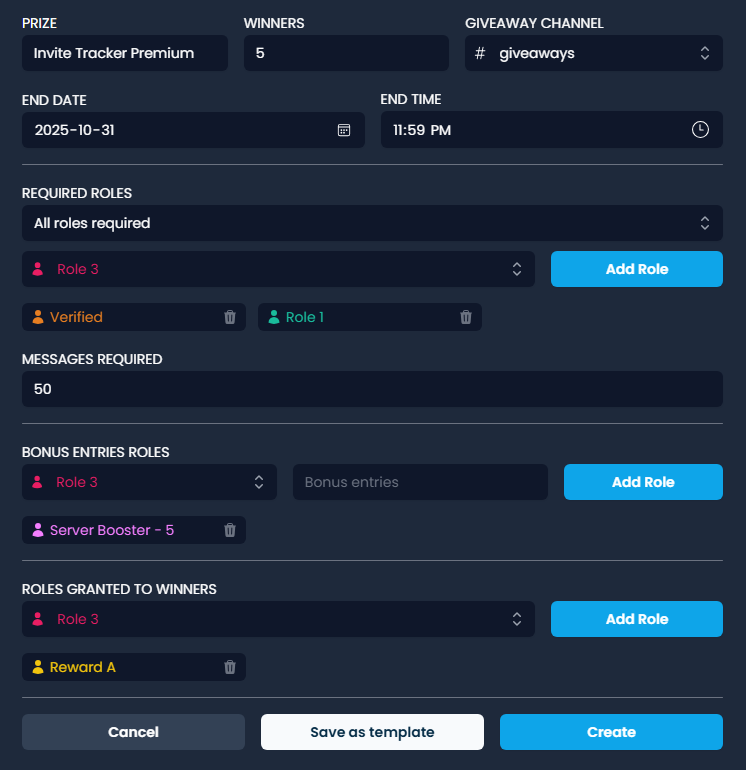 PRIZE WINNERS GIVEAWAY CHANNEL
Invite Tracker Premium 5 # giveaways
END DATE END TIME
2025-10-31 11:59 PM
REQUIRED ROLES
All roles required
Role 3 Add Role
Verified Role 1
MESSAGES REQUIRED
50
BONUS ENTRIES ROLES
Role 3 Bonus entries Add Role
Server Booster - 5
ROLES GRANTED TO WINNERS
Role 3 Add Role
Reward A
Cancel Save as template Create